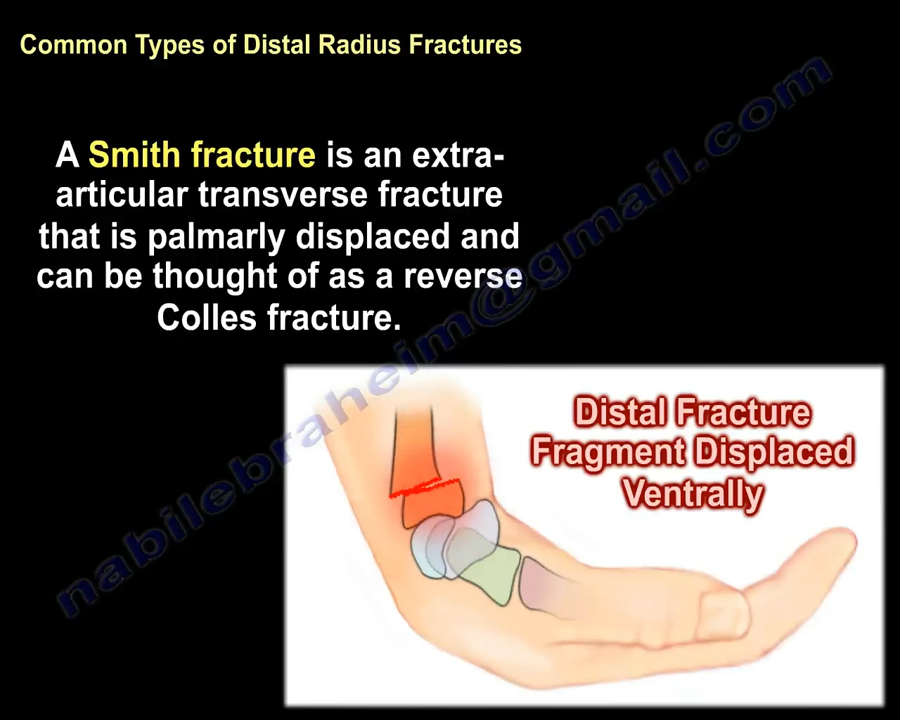 Common Types of Distal Radius Fractures
A Smith fracture is an extra-
articular transverse fracture
that is palmarly displaced and
can be thought of as a reverse
Colles fracture.
Distal Fracture
Fragment Displaced
Ventrally
nabilebraheim@gmail.com